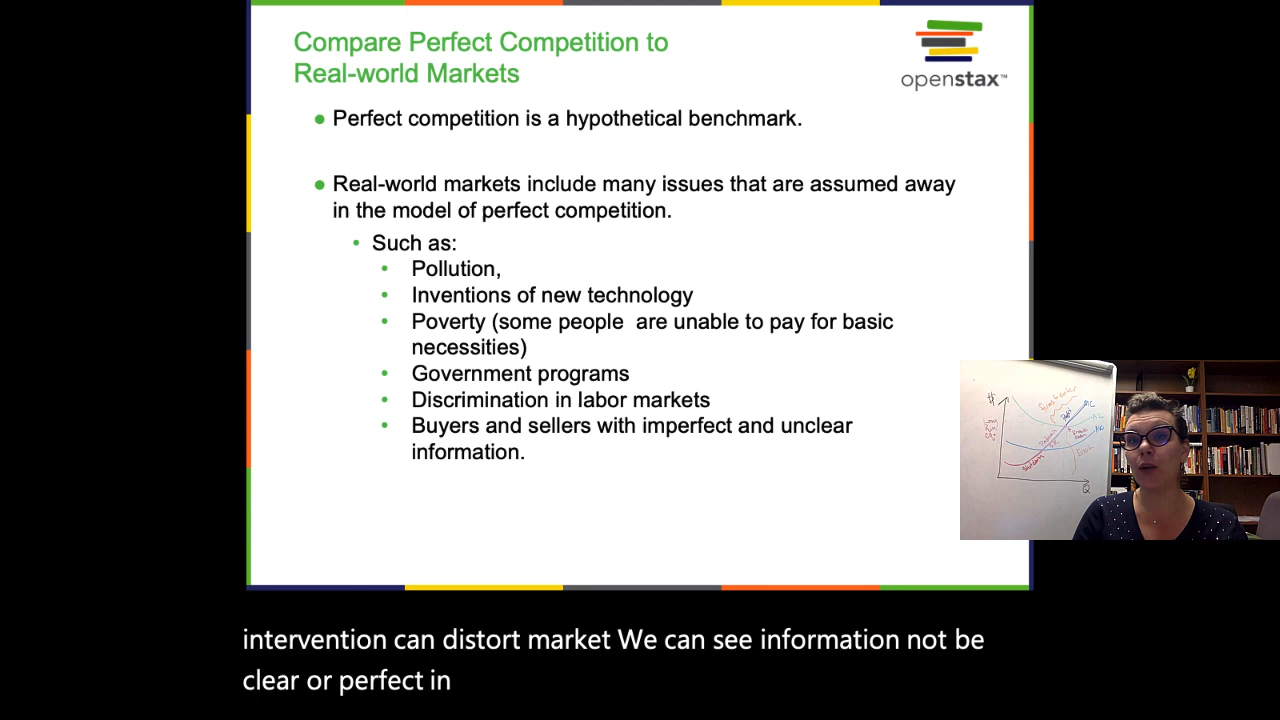 Compare Perfect Competition to
Real-world Markets
openstax™
Perfect competition is a hypothetical benchmark.
Real-world markets include many issues that are assumed away
in the model of perfect competition.
Such as:
Pollution,
Inventions of new technology
Poverty (some people are unable to pay for basic
necessities)
Government programs
Discrimination in labor markets
Buyers and sellers with imperfect and unclear
information.
$
MC
Q
intervention can distort market We can see information not be
clear or perfect in